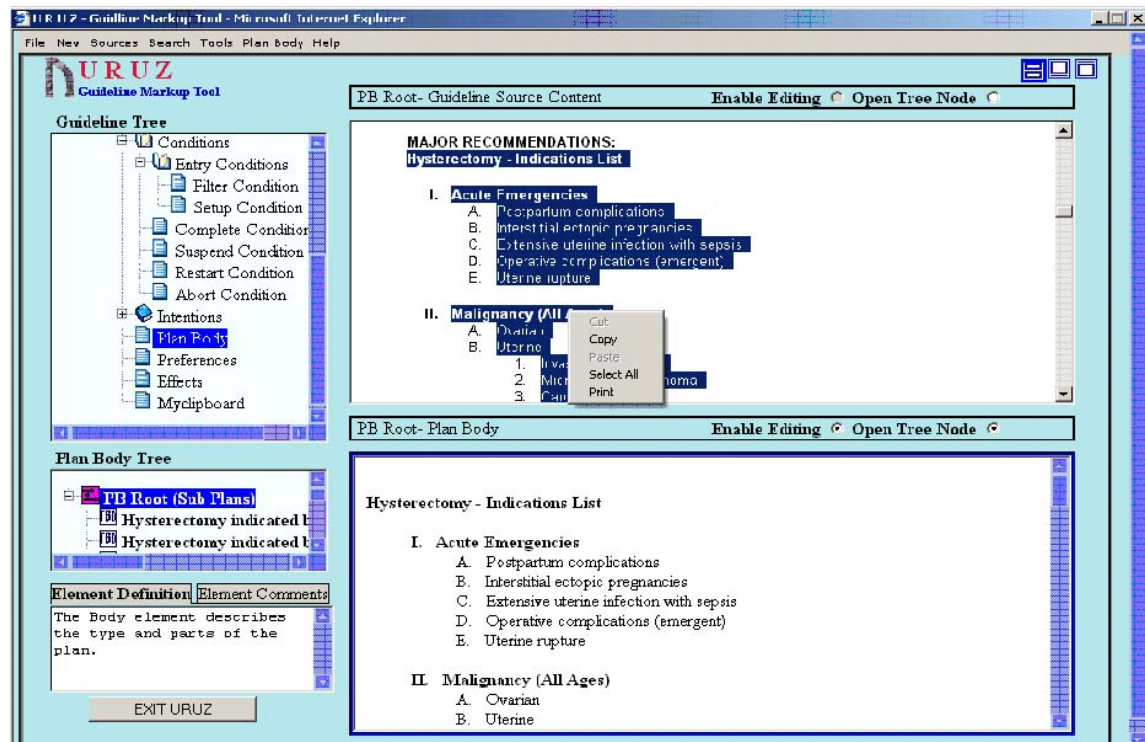 URUZ - Guidline Markup Tool - Microsoft Internet Explorer
File New Sources Search Tools Plan Body Help
URUZ
Guideline Markup Tool
PB Root- Guideline Source Content Enable Editing Open Tree Node
Guideline Tree
Conditions
Entry Conditions
Filter Condition
Setup Condition
Complete Condition
Suspend Condition
Restart Condition
Abort Condition
Intentions
Plan Body
Preferences
Effects
Myclipboard
MAJOR RECOMMENDATIONS:
Hysterectomy - Indications List
I. Acute Emergencies
A. Postpartum complications
B. Interstitial ectopic pregnancies
C. Extensive uterine infection with sepsis
D. Operative complications (emergent)
E. Uterine rupture
II. Malignancy (All
A. Ovarian
B. Uterine
1.
2.
3.
Cut
Copy
Paste
Select All
Print
PB Root- Plan Body Enable Editing Open Tree Node
Plan Body Tree
PB Root (Sub Plans)
Hysterectomy indicated b
Hysterectomy indicated b
Element Definition Element Comments
The Body element describes
the type and parts of the
plan.
EXIT URUZ
Hysterectomy - Indications List
I. Acute Emergencies
A. Postpartum complications
B. Interstitial ectopic pregnancies
C. Extensive uterine infection with sepsis
D. Operative complications (emergent)
E. Uterine rupture
II. Malignancy (All Ages)
A. Ovarian
B. Uterine